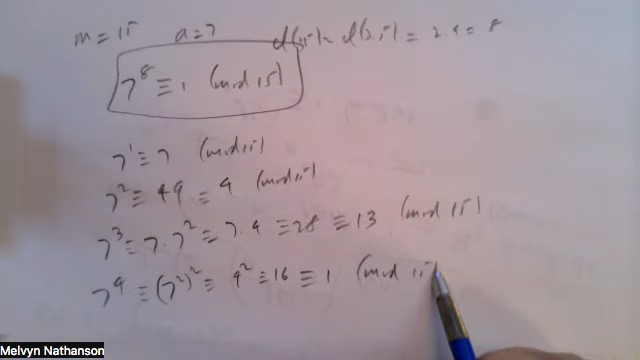 m = 15 a = 7 φ(15) = φ(3·5) = 2·4 = 8
7^8 ≡ 1 (mod 15)
7^1 ≡ 7 (mod 15)
7^2 ≡ 49 ≡ 4 (mod 15)
7^3 ≡ 7·7^2 ≡ 7·4 ≡ 28 ≡ 13 (mod 15)
7^4 ≡ (7^2)^2 ≡ 4^2 ≡ 16 ≡ 1 (mod 15
Melvyn Nathanson